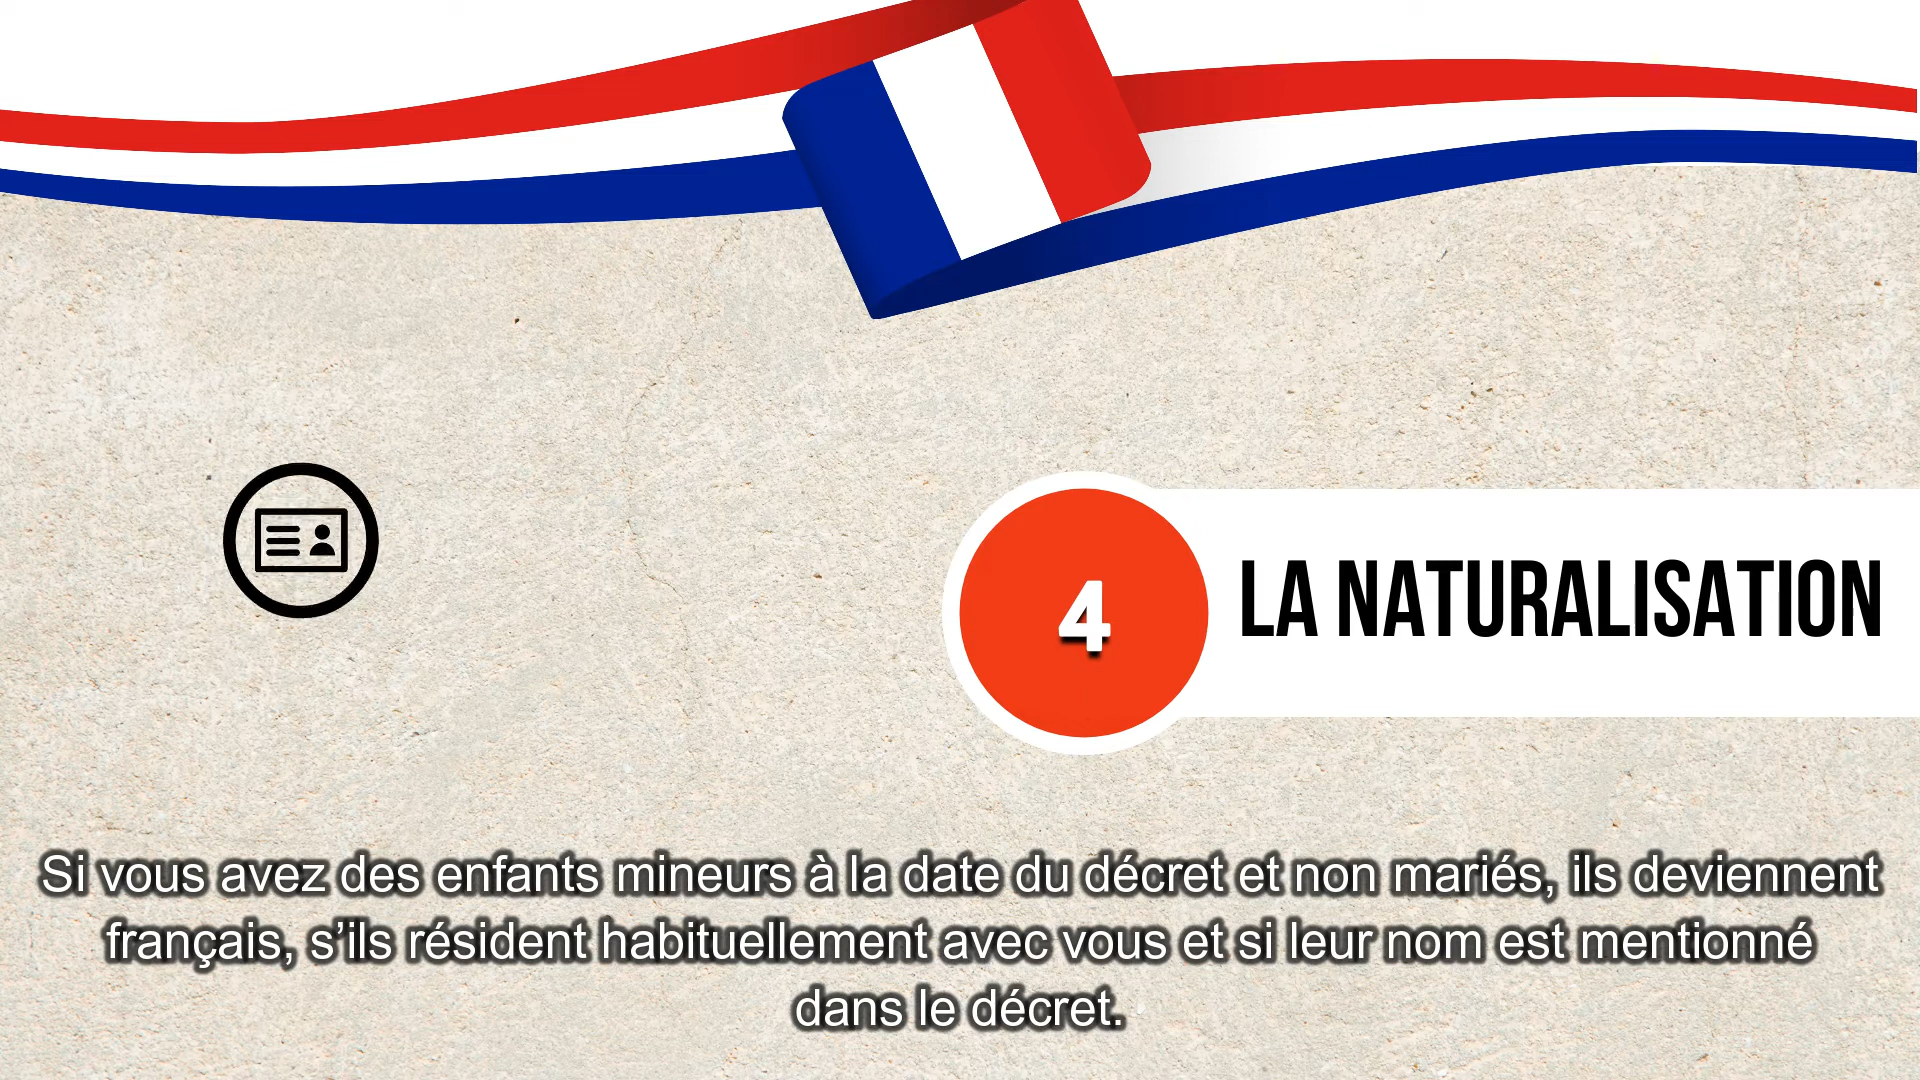 4
LA NATURALISATION
Si vous avez des enfants mineurs à la date du décret et non mariés, ils deviennent
français, s’ils résident habituellement avec vous et si leur nom est mentionné
dans le décret.